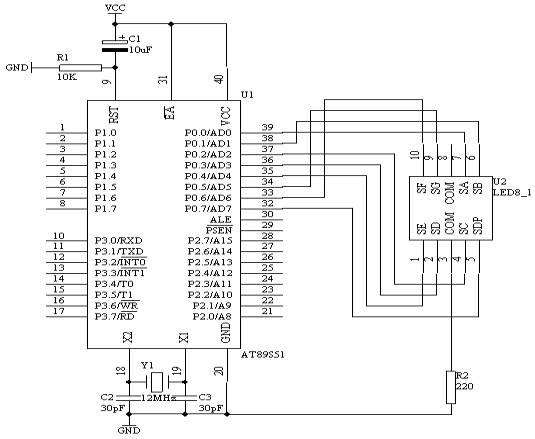 VCC
C1
10uF
R1
GND
10K
9
31
40
U1
RST
EA
VCC
1 P1.0 P0.0/AD0 39
2 P1.1 P0.1/AD1 38
3 P1.2 P0.2/AD2 37
4 P1.3 P0.3/AD3 36
5 P1.4 P0.4/AD4 35
6 P1.5 P0.5/AD5 34
7 P1.6 P0.6/AD6 33
8 P1.7 P0.7/AD7 32
ALE 30
PSEN 29
10 P3.0/RXD P2.7/A15 28
11 P3.1/TXD P2.6/A14 27
12 P3.2/INT0 P2.5/A13 26
13 P3.3/INT1 P2.4/A12 25
14 P3.4/T0 P2.3/A11 24
15 P3.5/T1 P2.2/A10 23
16 P3.6/WR P2.1/A9 22
17 P3.7/RD P2.0/A8 21
X2
X1
GND
AT89S51
18
19
20
Y1
12MHz
C2
30pF
C3
30pF
GND
10 9 8 7 6
SF SG COM SA SB
U2
LED8_1
SE SD COM SC SDP
1 2 3 4 5
R2
220